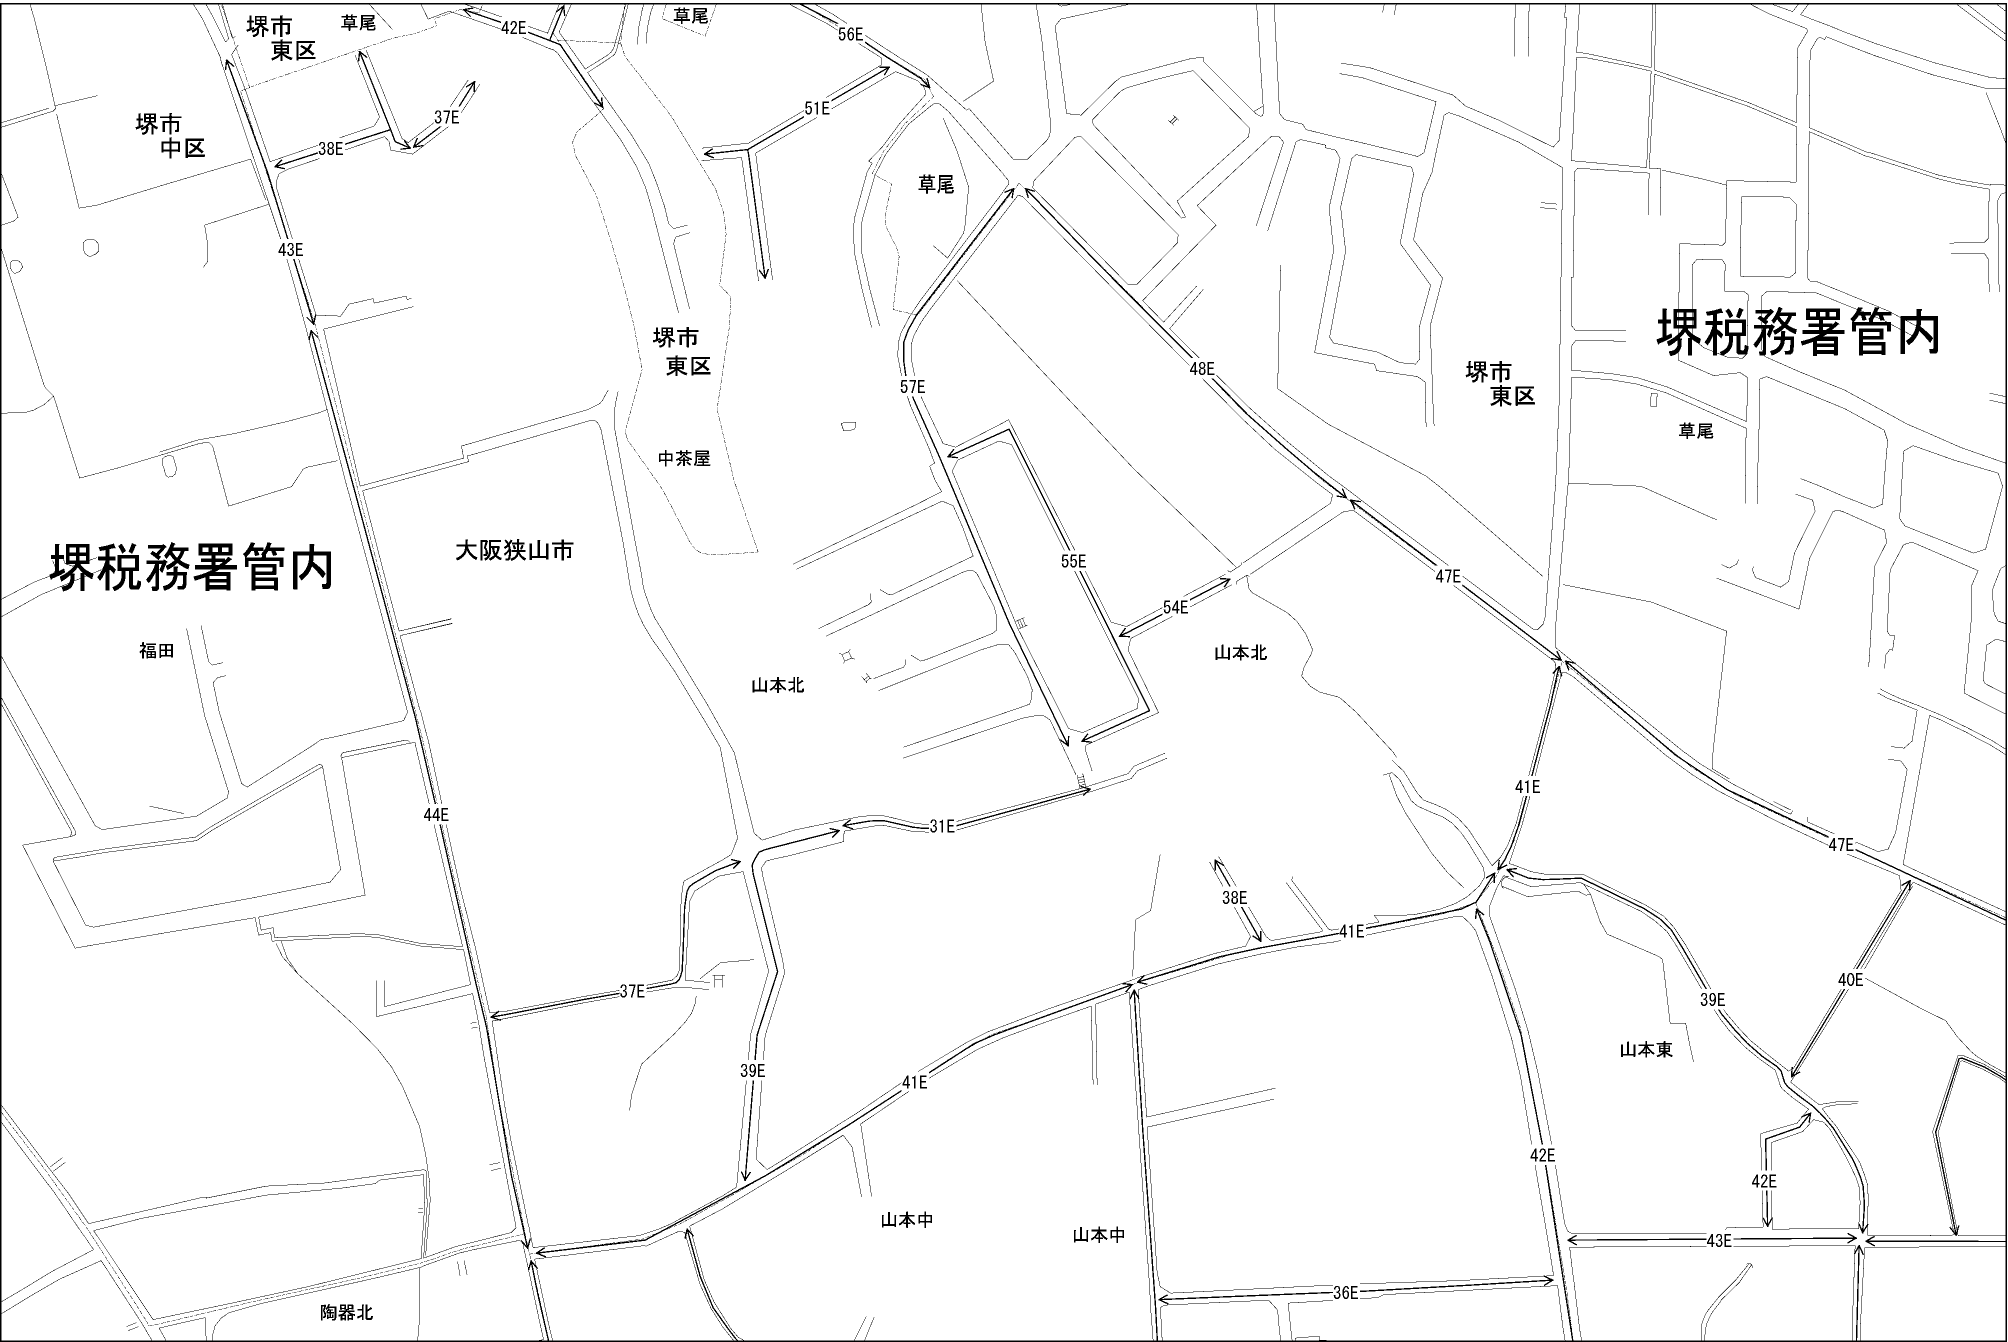 堺市
東区
草尾
42E
草尾
56E
51E
37E
38E
堺市
中区
草尾
43E
堺税務署管内
堺市
東区
48E
57E
堺市
東区
草尾
中茶屋
大阪狭山市
堺税務署管内
55E
47E
54E
福田
山本北
山本北
41E
44E
31E
47E
38E
41E
37E
40E
39E
山本東
39E
41E
42E
42E
山本中
山本中
43E
36E
陶器北